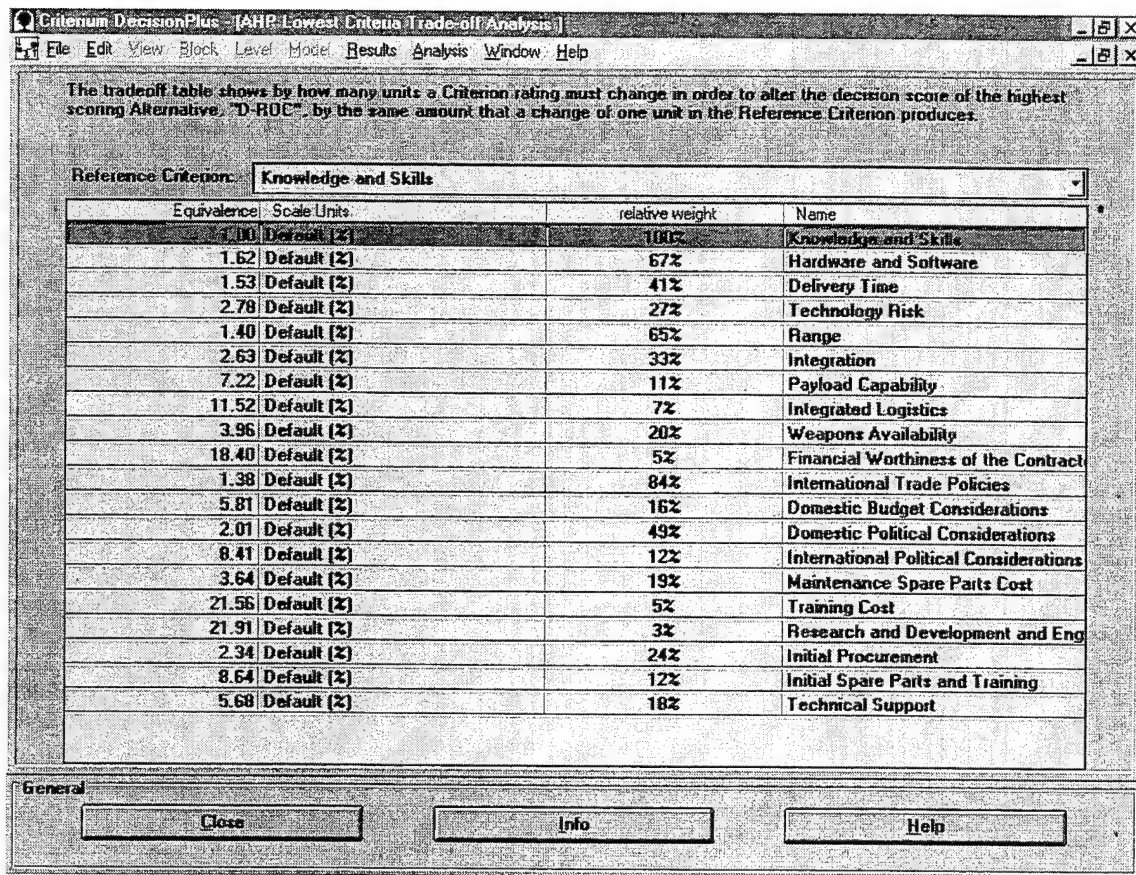 Criterium DecisionPlus - [AHP Lowest Criteria Trade-off Analysis ]
File Edit View Block Level Model Results Analysis Window Help
The tradeoff table shows by how many units a Criterion rating must change in order to alter the decision score of the highest
scoring Alternative, "D-ROC", by the same amount that a change of one unit in the Reference Criterion produces.
Reference Criterion: Knowledge and Skills
Equivalence Scale Units relative weight Name
1.00 Default (%) 100% Knowledge and Skills
1.62 Default (%) 67% Hardware and Software
1.53 Default (%) 41% Delivery Time
2.78 Default (%) 27% Technology Risk
1.40 Default (%) 65% Range
2.63 Default (%) 33% Integration
7.22 Default (%) 11% Payload Capability
11.52 Default (%) 7% Integrated Logistics
3.96 Default (%) 20% Weapons Availability
18.40 Default (%) 5% Financial Worthiness of the Contract
1.38 Default (%) 84% International Trade Policies
5.81 Default (%) 16% Domestic Budget Considerations
2.01 Default (%) 49% Domestic Political Considerations
8.41 Default (%) 12% International Political Considerations
3.64 Default (%) 19% Maintenance Spare Parts Cost
21.56 Default (%) 5% Training Cost
21.91 Default (%) 3% Research and Development and Eng
2.34 Default (%) 24% Initial Procurement
8.64 Default (%) 12% Initial Spare Parts and Training
5.68 Default (%) 18% Technical Support
General
Close Info Help